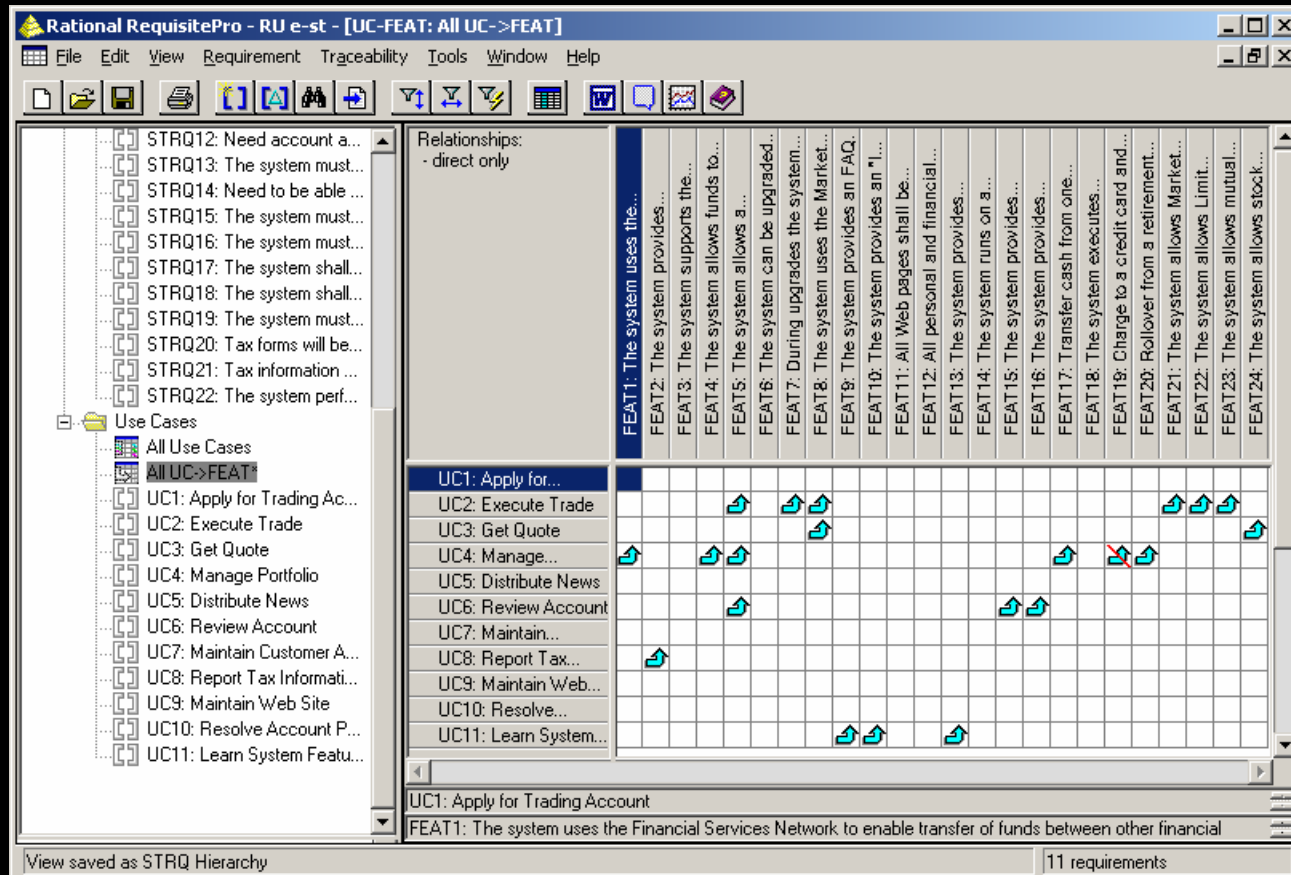 Rational RequisitePro - RU e-st - [UC-FEAT: All UC->FEAT]
File Edit View Requirement Traceability Tools Window Help
STRQ12: Need account a...
STRQ13: The system must...
STRQ14: Need to be able ...
STRQ15: The system must...
STRQ16: The system must...
STRQ17: The system shall...
STRQ18: The system shall...
STRQ19: The system must...
STRQ20: Tax forms will be...
STRQ21: Tax information ...
STRQ22: The system perf...
Use Cases
All Use Cases
All UC->FEAT*
UC1: Apply for Trading Ac...
UC2: Execute Trade
UC3: Get Quote
UC4: Manage Portfolio
UC5: Distribute News
UC6: Review Account
UC7: Maintain Customer A...
UC8: Report Tax Informati...
UC9: Maintain Web Site
UC10: Resolve Account P...
UC11: Learn System Featu...
Relationships:
- direct only
FEAT1: The system uses the...
FEAT2: The system provides...
FEAT3: The system supports the...
FEAT4: The system allows funds to...
FEAT5: The system allows a...
FEAT6: The system can be upgraded...
FEAT7: During upgrades the system...
FEAT8: The system uses the Market...
FEAT9: The system provides an FAQ.
FEAT10: The system provides an "I...
FEAT11: All Web pages shall be...
FEAT12: All personal and financial...
FEAT13: The system provides...
FEAT14: The system runs on a...
FEAT15: The system provides...
FEAT16: The system provides...
FEAT17: Transfer cash from one...
FEAT18: The system executes...
FEAT19: Charge to a credit card and...
FEAT20: Rollover from a retirement...
FEAT21: The system allows Market...
FEAT22: The system allows Limit...
FEAT23: The system allows mutual...
FEAT24: The system allows stock...
UC1: Apply for...
UC2: Execute Trade
UC3: Get Quote
UC4: Manage...
UC5: Distribute News
UC6: Review Account
UC7: Maintain...
UC8: Report Tax...
UC9: Maintain Web...
UC10: Resolve...
UC11: Learn System...
UC1: Apply for Trading Account
FEAT1: The system uses the Financial Services Network to enable transfer of funds between other financial
View saved as STRQ Hierarchy
11 requirements